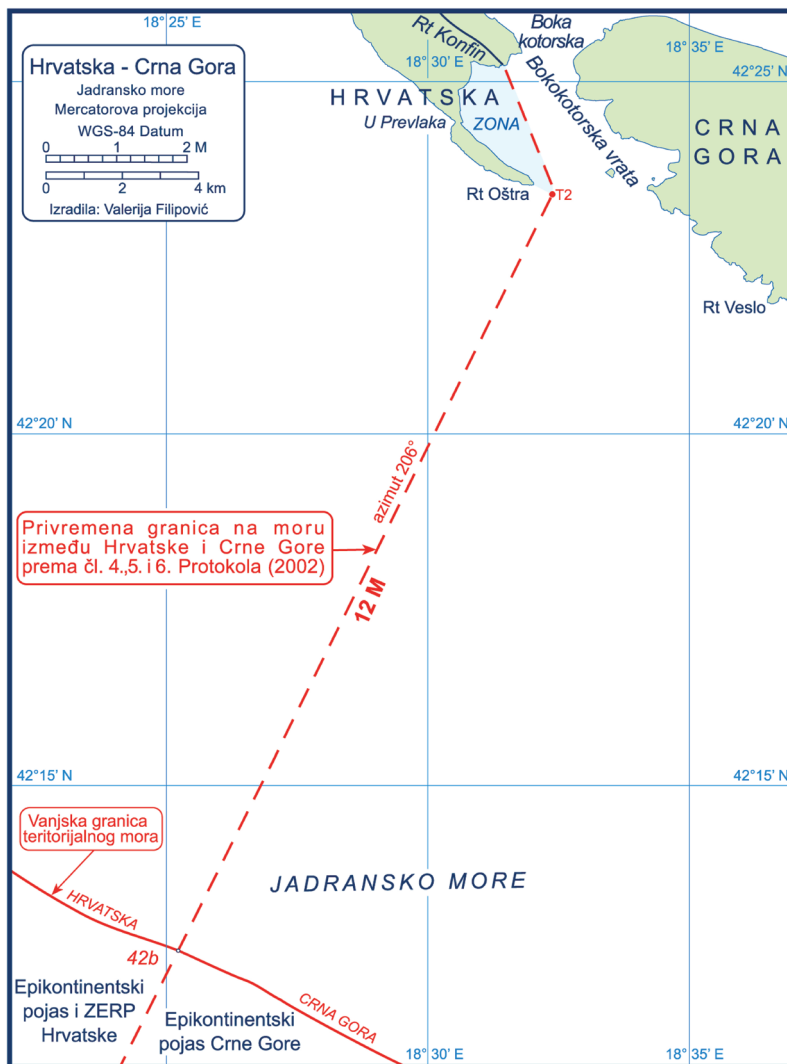 18°25' E
Rt Konfin
Boka
kotorska
18°35' E
18°30' E
42°25' N
Hrvatska - Crna Gora
Jadransko more
Mercatorova projekcija
WGS-84 Datum
0 1 2 M
0 2 4 km
Izradila: Valerija Filipović
HRVATSKA
U Prevlaka
ZONA
Bokokotorska vrata
CRNA
GORA
Rt Oštra
T2
Rt Veslo
42°20' N
42°20' N
azimut 206°
Privremena granica na moru
između Hrvatske i Crne Gore
prema čl. 4.,5. i 6. Protokola (2002)
12 M
42°15' N
42°15' N
Vanjska granica
teritorijalnog mora
JADRANSKO MORE
HRVATSKA
42b
Epikontinentski
pojas i ZERP
Hrvatske
Epikontinentski
pojas Crne Gore
CRNA GORA
18°30' E
18°35' E